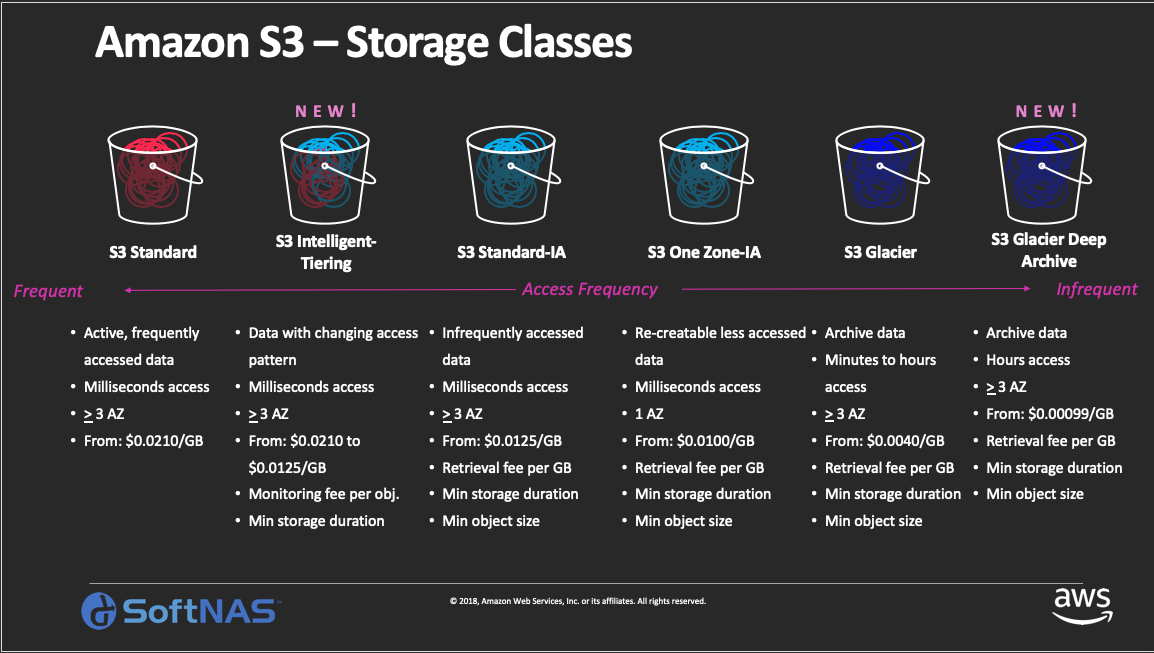 Amazon S3 – Storage Classes
NEW!
NEW!
S3 Standard
S3 Intelligent-
Tiering
S3 Standard-IA
S3 One Zone-IA
S3 Glacier
S3 Glacier Deep
Archive
Frequent
Access Frequency
Infrequent
• Active, frequently
accessed data
• Milliseconds access
• ≥ 3 AZ
• From: $0.0210/GB
• Data with changing access
pattern
• Milliseconds access
• ≥ 3 AZ
• From: $0.0210 to
$0.0125/GB
• Monitoring fee per obj.
• Min storage duration
• Infrequently accessed
data
• Milliseconds access
• ≥ 3 AZ
• From: $0.0125/GB
• Retrieval fee per GB
• Min storage duration
• Min object size
• Re-creatable less accessed
data
• Milliseconds access
• 1 AZ
• From: $0.0100/GB
• Retrieval fee per GB
• Min storage duration
• Min object size
• Archive data
• Minutes to hours
access
• ≥ 3 AZ
• From: $0.0040/GB
• Retrieval fee per GB
• Min storage duration
• Min object size
• Archive data
• Hours access
• ≥ 3 AZ
• From: $0.00099/GB
• Retrieval fee per GB
• Min storage duration
• Min object size
SoftNAS™
© 2018, Amazon Web Services, Inc. or its affiliates. All rights reserved.
aws